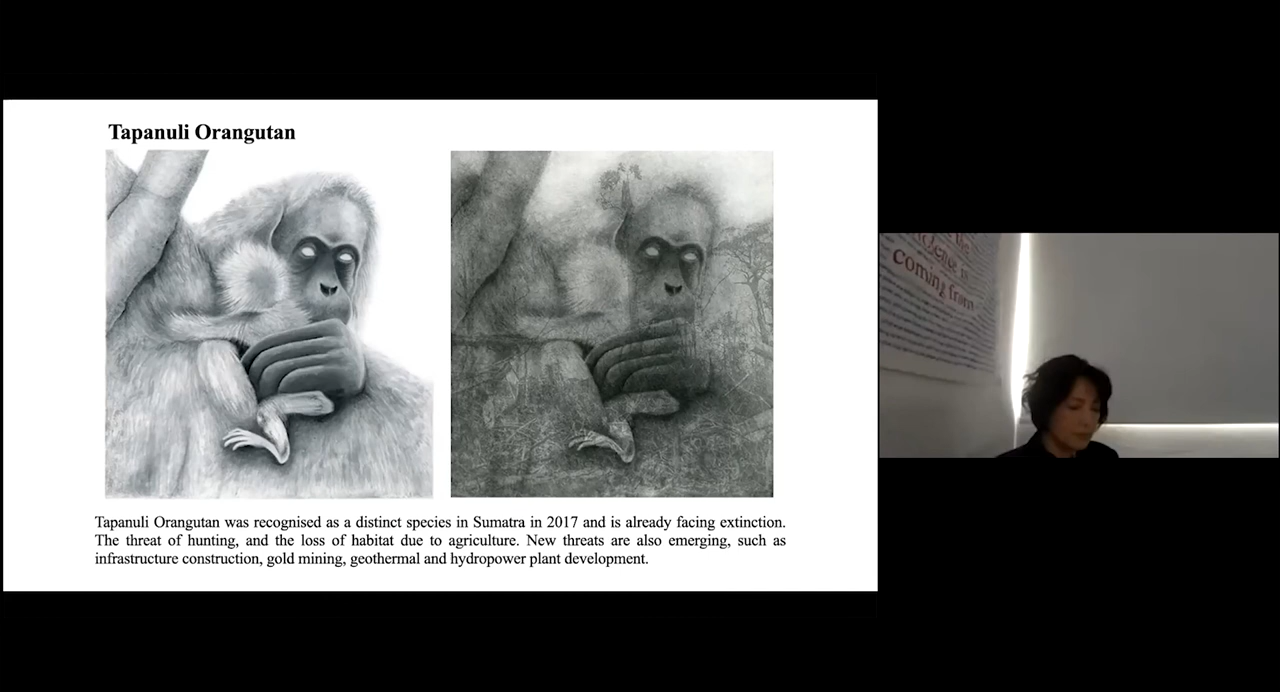 Tapanuli Orangutan
Tapanuli Orangutan was recognised as a distinct species in Sumatra in 2017 and is already facing extinction.
The threat of hunting, and the loss of habitat due to agriculture. New threats are also emerging, such as
infrastructure construction, gold mining, geothermal and hydropower plant development.
the
is
coming from